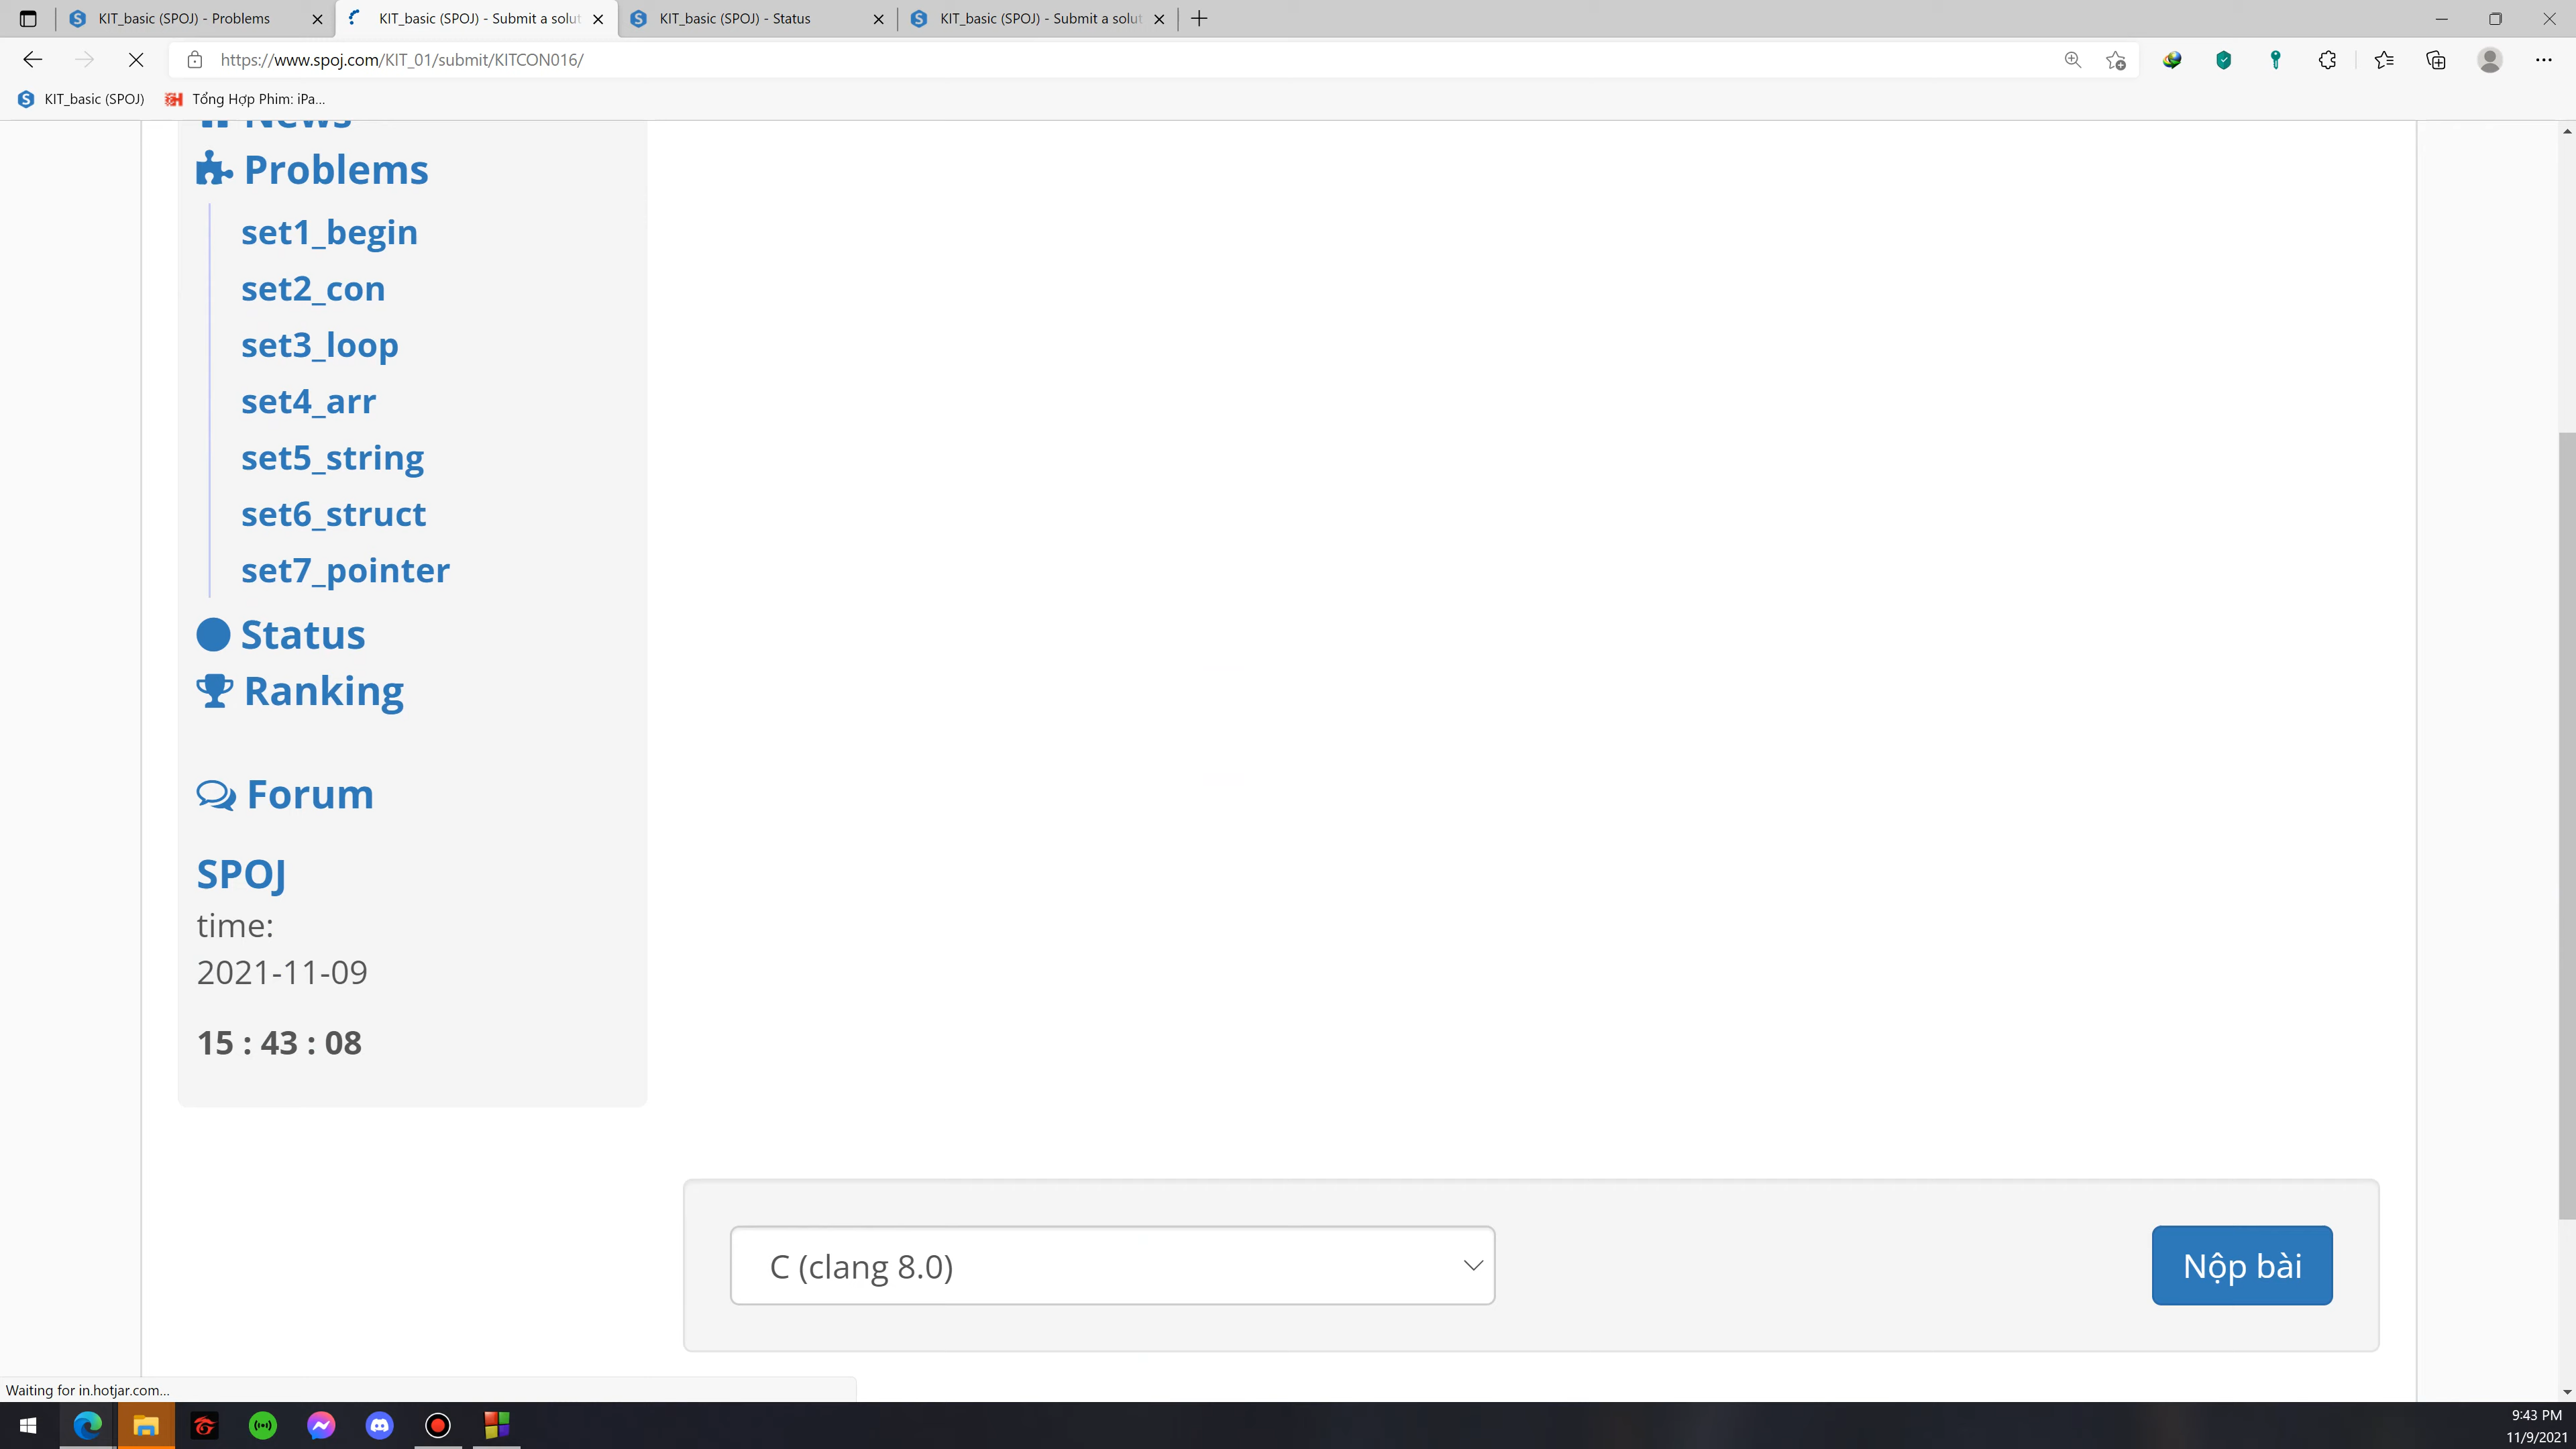 KIT_basic (SPOJ) - Problems
KIT_basic (SPOJ) - Submit a solut
KIT_basic (SPOJ) - Status
KIT_basic (SPOJ) - Submit a solut
https://www.spoj.com/KIT_01/submit/KITCON016/
KIT_basic (SPOJ)
Tổng Hợp Phim: iPa...
News
Problems
set1_begin
set2_con
set3_loop
set4_arr
set5_string
set6_struct
set7_pointer
Status
Ranking
Forum
SPOJ
time:
2021-11-09
15 : 43 : 08
C (clang 8.0)
Nộp bài
Waiting for in.hotjar.com...
9:43 PM
11/9/2021